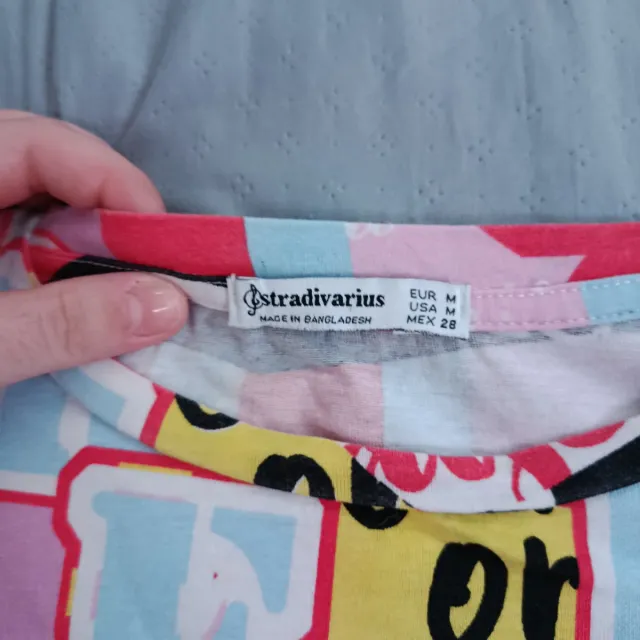 stradivarius
MADE IN BANGLADESH
EUR M
USA M
MEX 28
or